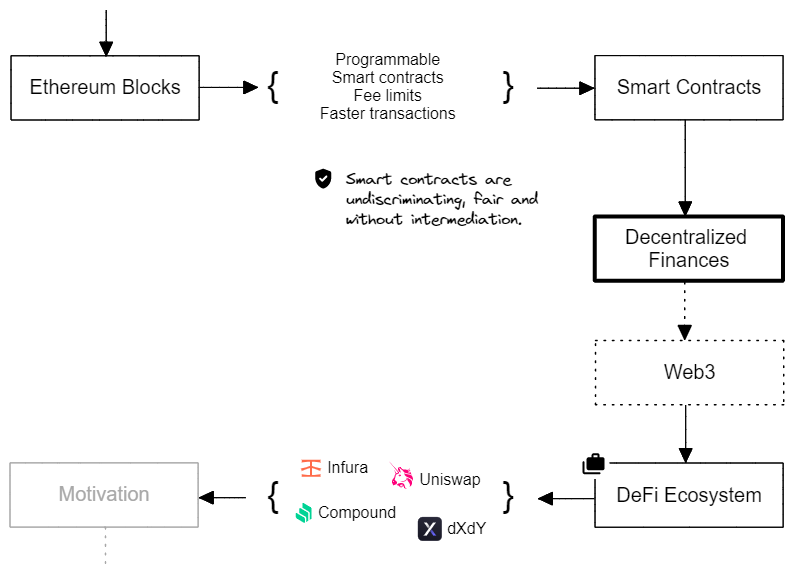 Ethereum Blocks
{
Programmable
Smart contracts
Fee limits
Faster transactions
}
Smart Contracts
Smart contracts are
undiscriminating, fair and
without intermediation.
Decentralized
Finances
Web3
DeFi Ecosystem
{
Infura
Uniswap
Compound
dXdY
}
Motivation